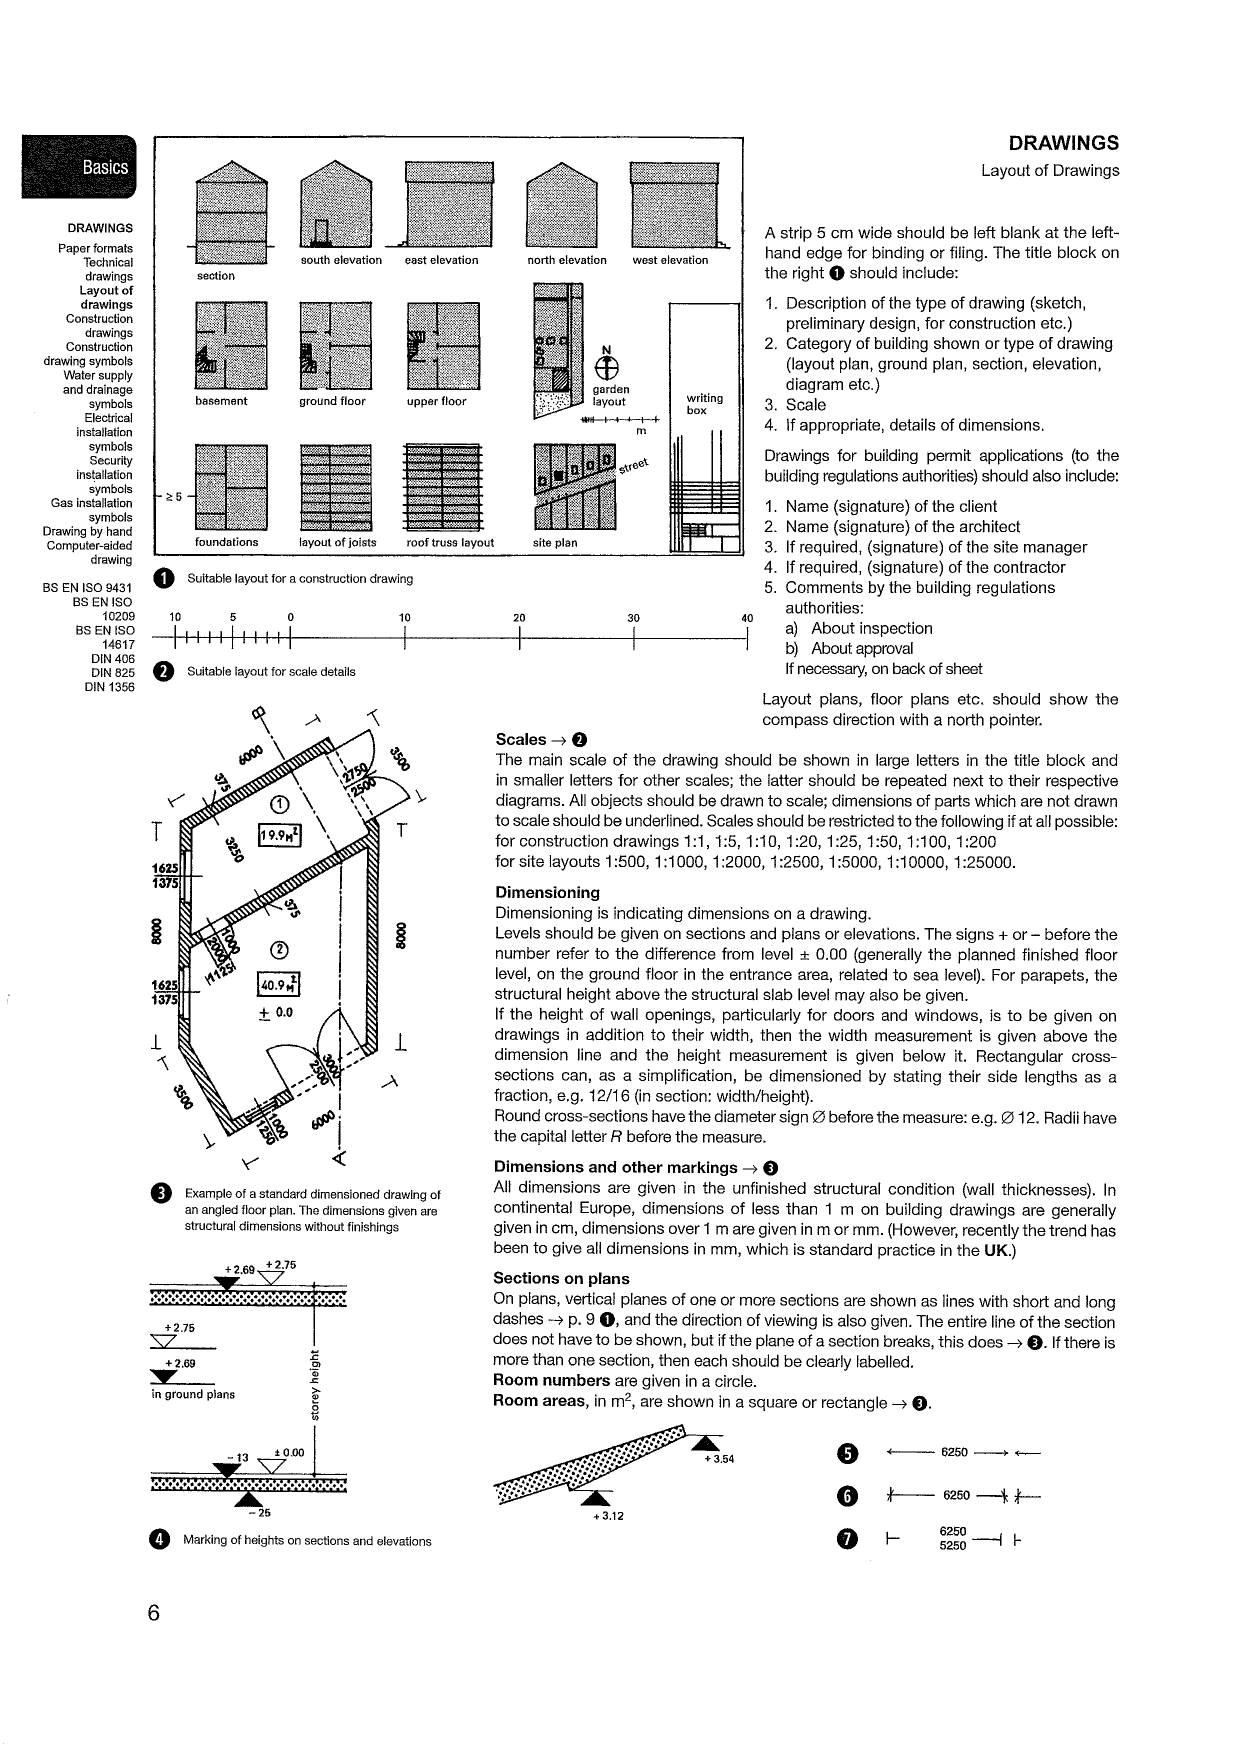 Basics
DRAWINGS
Paper formats
Technical
drawings
Layout of
drawings
Construction
drawings
Construction
drawing symbols
Water supply
and drainage
symbols
Electrical
installation
symbols
Security
installation
symbols
Gas installation
symbols
Drawing by hand
Computer-aided
drawing
BS EN ISO 9431
BS EN ISO
10209
BS EN ISO
14617
DIN 406
DIN 825
DIN 1356
section
south elevation
east elevation
north elevation
west elevation
basement
ground floor
upper floor
N
garden
layout
m
writing
box
≥ 5
foundations
layout of joists
roof truss layout
site plan
street
1 Suitable layout for a construction drawing
10 5 0 10 20 30 40
2 Suitable layout for scale details
DRAWINGS
Layout of Drawings
A strip 5 cm wide should be left blank at the left-
hand edge for binding or filing. The title block on
the right ❶ should include:
1. Description of the type of drawing (sketch,
preliminary design, for construction etc.)
2. Category of building shown or type of drawing
(layout plan, ground plan, section, elevation,
diagram etc.)
3. Scale
4. If appropriate, details of dimensions.
Drawings for building permit applications (to the
building regulations authorities) should also include:
1. Name (signature) of the client
2. Name (signature) of the architect
3. If required, (signature) of the site manager
4. If required, (signature) of the contractor
5. Comments by the building regulations
authorities:
a) About inspection
b) About approval
If necessary, on back of sheet
Layout plans, floor plans etc. should show the
compass direction with a north pointer.
B
6000
3500
375
2750
2500
1
19.9 M²
3250
1625
1375
375
8000
8000
1000
2000
1125
2
40.9 M²
± 0.0
1625
1375
3000
2500
3500
1000
1250
6000
A
3 Example of a standard dimensioned drawing of
an angled floor plan. The dimensions given are
structural dimensions without finishings
+ 2.69 + 2.75
+ 2.75
+ 2.69
in ground plans
storey height
– 13 ± 0.00
– 25
4 Marking of heights on sections and elevations
Scales → ❷
The main scale of the drawing should be shown in large letters in the title block and
in smaller letters for other scales; the latter should be repeated next to their respective
diagrams. All objects should be drawn to scale; dimensions of parts which are not drawn
to scale should be underlined. Scales should be restricted to the following if at all possible:
for construction drawings 1:1, 1:5, 1:10, 1:20, 1:25, 1:50, 1:100, 1:200
for site layouts 1:500, 1:1000, 1:2000, 1:2500, 1:5000, 1:10000, 1:25000.
Dimensioning
Dimensioning is indicating dimensions on a drawing.
Levels should be given on sections and plans or elevations. The signs + or – before the
number refer to the difference from level ± 0.00 (generally the planned finished floor
level, on the ground floor in the entrance area, related to sea level). For parapets, the
structural height above the structural slab level may also be given.
If the height of wall openings, particularly for doors and windows, is to be given on
drawings in addition to their width, then the width measurement is given above the
dimension line and the height measurement is given below it. Rectangular cross-
sections can, as a simplification, be dimensioned by stating their side lengths as a
fraction, e.g. 12/16 (in section: width/height).
Round cross-sections have the diameter sign ∅ before the measure: e.g. ∅ 12. Radii have
the capital letter R before the measure.
Dimensions and other markings → ❸
All dimensions are given in the unfinished structural condition (wall thicknesses). In
continental Europe, dimensions of less than 1 m on building drawings are generally
given in cm, dimensions over 1 m are given in m or mm. (However, recently the trend has
been to give all dimensions in mm, which is standard practice in the UK.)
Sections on plans
On plans, vertical planes of one or more sections are shown as lines with short and long
dashes → p. 9 ❶, and the direction of viewing is also given. The entire line of the section
does not have to be shown, but if the plane of a section breaks, this does → ❸. If there is
more than one section, then each should be clearly labelled.
Room numbers are given in a circle.
Room areas, in m², are shown in a square or rectangle → ❸.
+ 3.54
+ 3.12
5 6250
6 6250
7 6250
5250
6